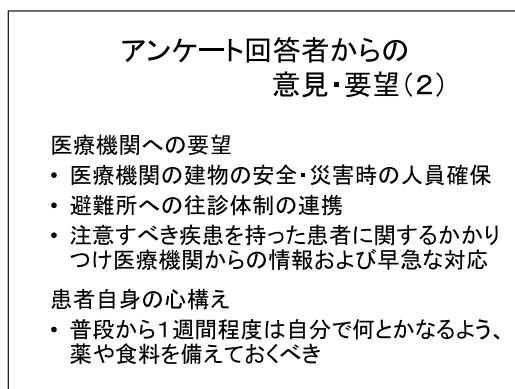 アンケート回答者からの
意見・要望(2)
医療機関への要望
• 医療機関の建物の安全・災害時の人員確保
• 避難所への往診体制の連携
• 注意すべき疾患を持った患者に関するかかり
つけ医療機関からの情報および早急な対応
患者自身の心構え
• 普段から1週間程度は自分で何とかなるよう、
薬や食料を備えておくべき